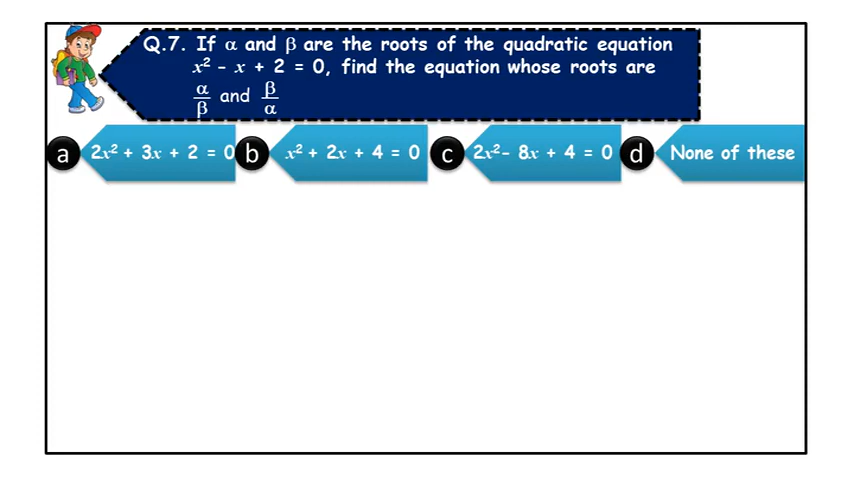 Q.7. If α and β are the roots of the quadratic equation
x² – x + 2 = 0, find the equation whose roots are
α/β and β/α
a 2x² + 3x + 2 = 0 b x² + 2x + 4 = 0 c 2x² – 8x + 4 = 0 d None of these